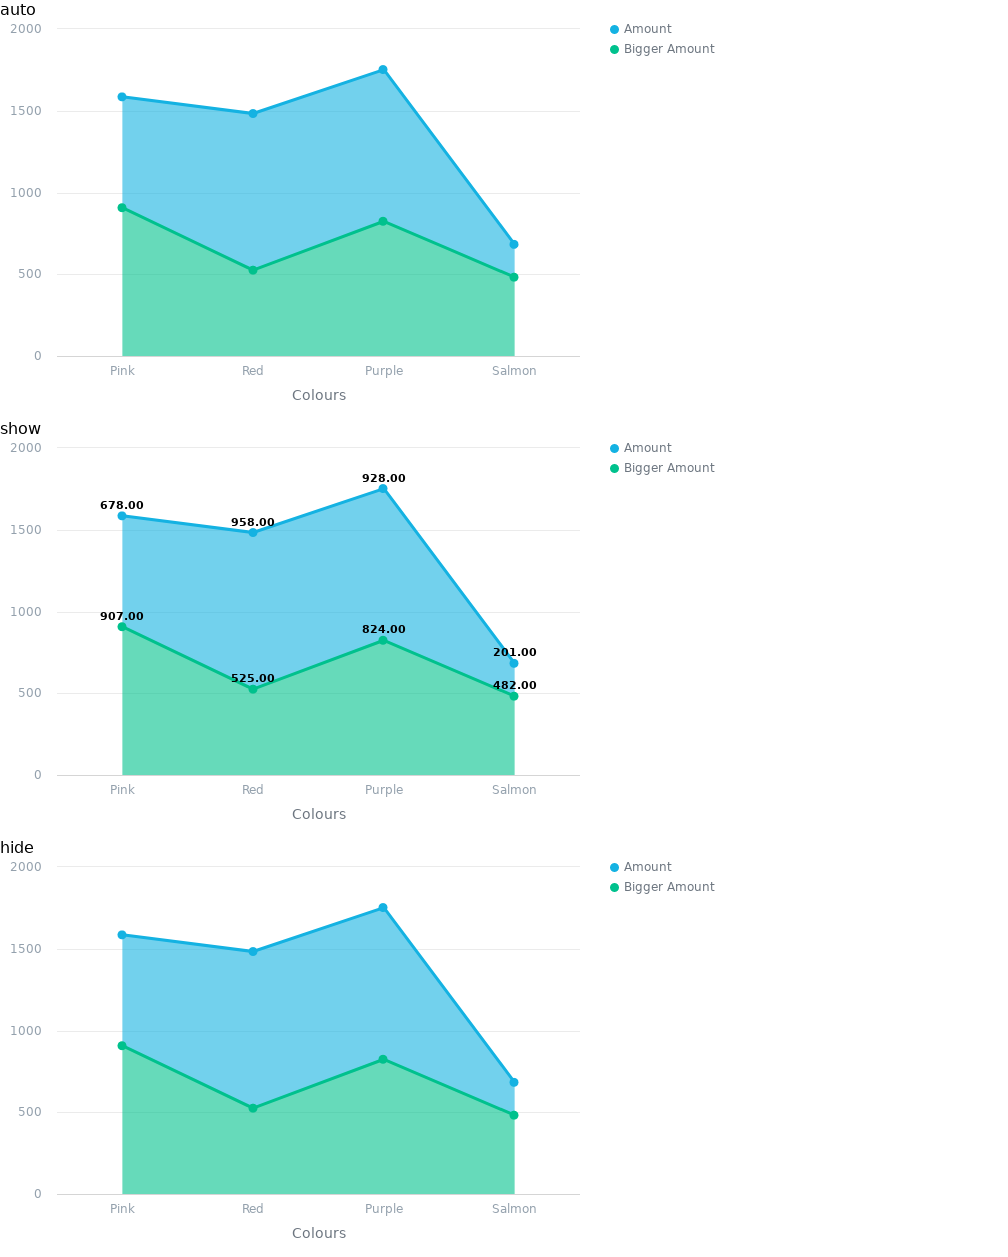 auto
2000
Amount
Bigger Amount
1500
1000
500
0
Pink Red Purple Salmon
Colours
show
2000
Amount
Bigger Amount
928.00
678.00
958.00
1500
907.00
1000
824.00
201.00
525.00
482.00
500
0
Pink Red Purple Salmon
Colours
hide
2000
Amount
Bigger Amount
1500
1000
500
0
Pink Red Purple Salmon
Colours